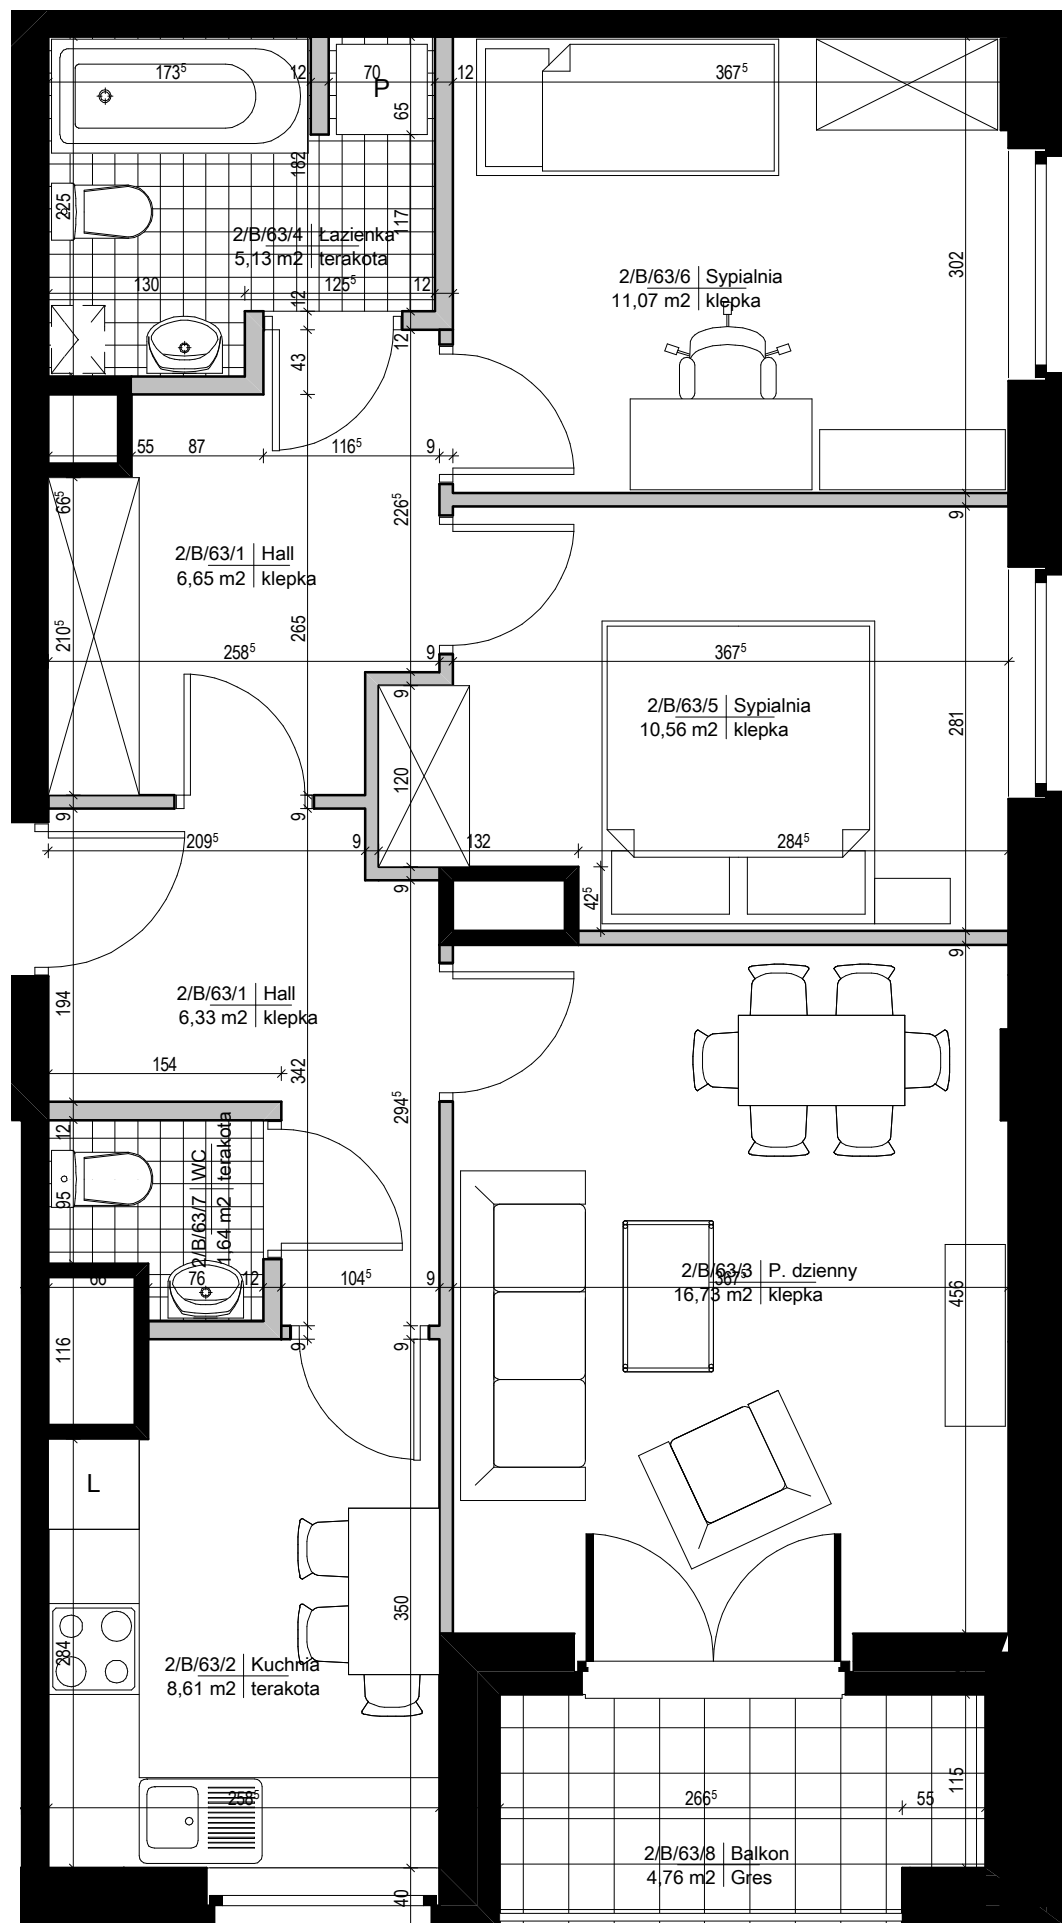 173⁵ 12 70 12 367⁵
P
65
182
225
117
2/B/63/4 Łazienka
5,13 m2 terakota
302
2/B/63/6 Sypialnia
11,07 m2 klepka
130 125⁵ 12
12
12
43
55 87 116⁵ 9
66⁵
226⁵
9
2/B/63/1 Hall
6,65 m2 klepka
210⁵
265
258⁵ 9 367⁵
9
2/B/63/5 Sypialnia
10,56 m2 klepka
281
120
9
9
209⁵ 9 132 284⁵
9
42⁵
9
2/B/63/1 Hall
6,33 m2 klepka
194
154
342
294⁵
12
2/B/63/7 WC
1,64 m2 terakota
95
66 76 12 104⁵ 9 367⁵
2/B/63/3 P. dzienny
16,73 m2 klepka
456
116
9
9
L
350
284
2/B/63/2 Kuchnia
8,61 m2 terakota
258⁵
266⁵ 55
115
2/B/63/8 Balkon
4,76 m2 Gres
40